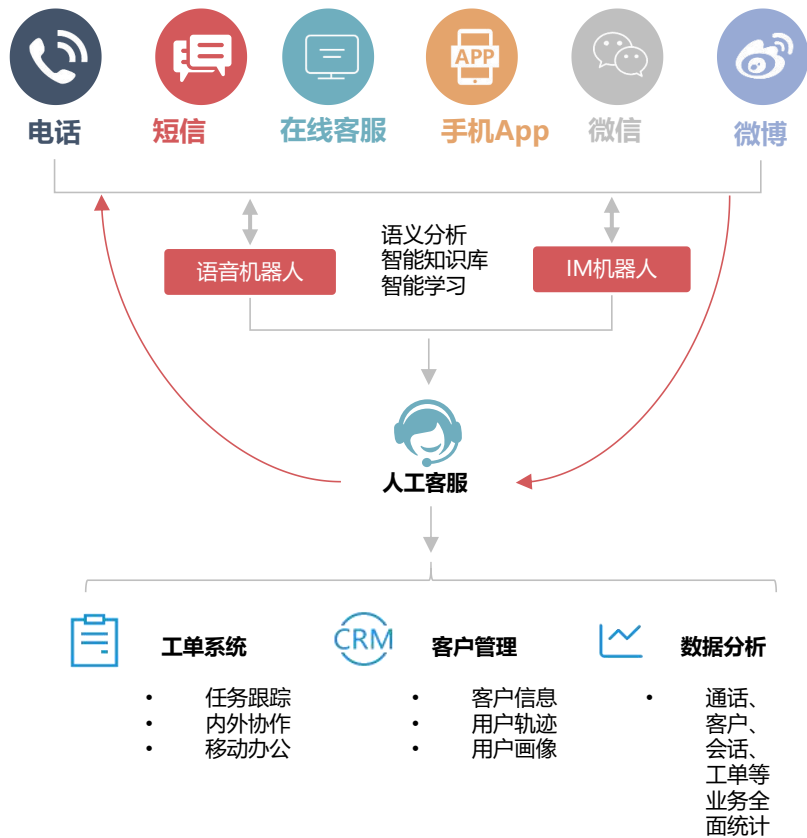 APP
电话
短信
在线客服
手机App
微信
微博
语义分析
智能知识库
智能学习
语音机器人
IM机器人
人工客服
工单系统
• 任务跟踪
• 内外协作
• 移动办公
CRM
客户管理
• 客户信息
• 用户轨迹
• 用户画像
数据分析
• 通话、
客户、
会话、
工单等
业务全
面统计